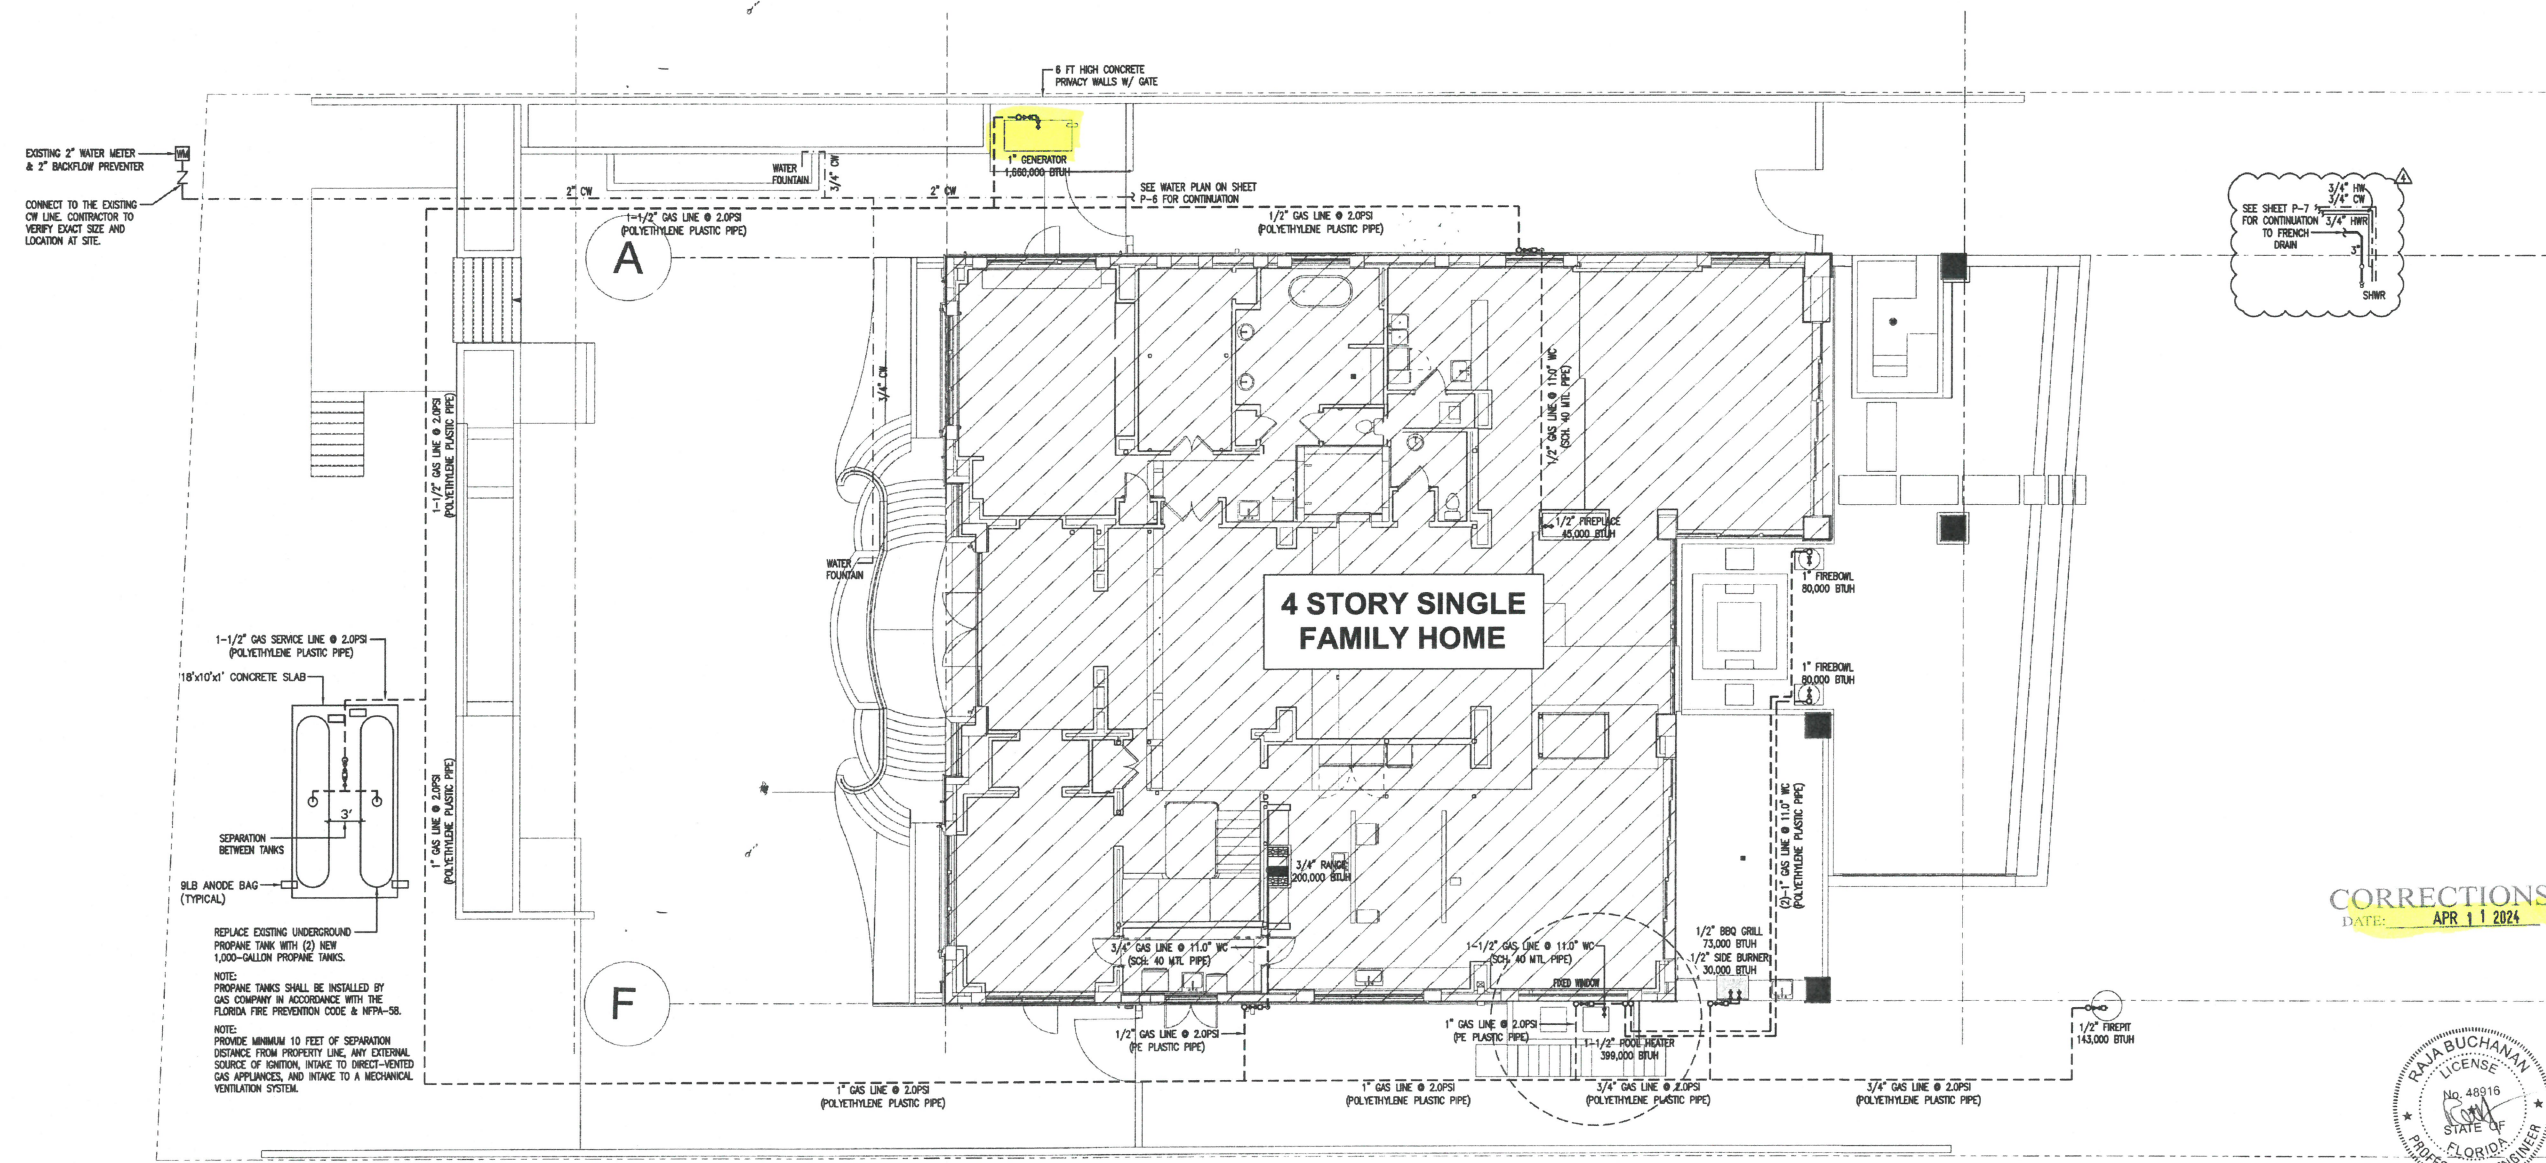 6 FT HIGH CONCRETE
PRIVACY WALLS W/ GATE
EXISTING 2" WATER METER
& 2" BACKFLOW PREVENTER
WM
CONNECT TO THE EXISTING
CW LINE. CONTRACTOR TO
VERIFY EXACT SIZE AND
LOCATION AT SITE.
2" CW
WATER
FOUNTAIN
3/4" CW
2" CW
1" GENERATOR
1,660,000 BTUH
SEE WATER PLAN ON SHEET
P-6 FOR CONTINUATION
1-1/2" GAS LINE @ 2.0PSI
(POLYETHYLENE PLASTIC PIPE)
1/2" GAS LINE @ 2.0PSI
(POLYETHYLENE PLASTIC PIPE)
4
3/4" HW
3/4" CW
SEE SHEET P-7
FOR CONTINUATION
TO FRENCH
DRAIN
3/4" HWR
3"
SHWR
A
3/4" CW
1-1/2" GAS LINE @ 2.0PSI
(POLYETHYLENE PLASTIC PIPE)
1/2" GAS LINE @ 11.0" WC
(SCH. 40 MTL PIPE)
1/2" FIREPLACE
45,000 BTUH
WATER
FOUNTAIN
1" FIREBOWL
80,000 BTUH
4 STORY SINGLE
FAMILY HOME
1" FIREBOWL
80,000 BTUH
1-1/2" GAS SERVICE LINE @ 2.0PSI
(POLYETHYLENE PLASTIC PIPE)
18'x10'x1' CONCRETE SLAB
3'
SEPARATION
BETWEEN TANKS
9LB ANODE BAG
(TYPICAL)
1" GAS LINE @ 2.0PSI
(POLYETHYLENE PLASTIC PIPE)
(2)-1" GAS LINE @ 11.0" WC
(POLYETHYLENE PLASTIC PIPE)
3/4" RANGE
200,000 BTUH
REPLACE EXISTING UNDERGROUND
PROPANE TANK WITH (2) NEW
1,000-GALLON PROPANE TANKS.
NOTE:
PROPANE TANKS SHALL BE INSTALLED BY
GAS COMPANY IN ACCORDANCE WITH THE
FLORIDA FIRE PREVENTION CODE & NFPA-58.
NOTE:
PROVIDE MINIMUM 10 FEET OF SEPARATION
DISTANCE FROM PROPERTY LINE, ANY EXTERNAL
SOURCE OF IGNITION, INTAKE TO DIRECT-VENTED
GAS APPLIANCES, AND INTAKE TO A MECHANICAL
VENTILATION SYSTEM.
F
3/4" GAS LINE @ 11.0" WC
(SCH. 40 MTL PIPE)
1-1/2" GAS LINE @ 11.0" WC
(SCH. 40 MTL PIPE)
FIXED WINDOW
1/2" BBQ GRILL
73,000 BTUH
1/2" SIDE BURNER
30,000 BTUH
CORRECTIONS
DATE: APR 11 2024
1/2" GAS LINE @ 2.0PSI
(PE PLASTIC PIPE)
1" GAS LINE @ 2.0PSI
(PE PLASTIC PIPE)
1-1/2" POOL HEATER
399,000 BTUH
1/2" FIREPIT
143,000 BTUH
1" GAS LINE @ 2.0PSI
(POLYETHYLENE PLASTIC PIPE)
1" GAS LINE @ 2.0PSI
(POLYETHYLENE PLASTIC PIPE)
3/4" GAS LINE @ 2.0PSI
(POLYETHYLENE PLASTIC PIPE)
3/4" GAS LINE @ 2.0PSI
(POLYETHYLENE PLASTIC PIPE)
RAJA BUCHANAN
LICENSE
No. 48916
STATE OF
FLORIDA